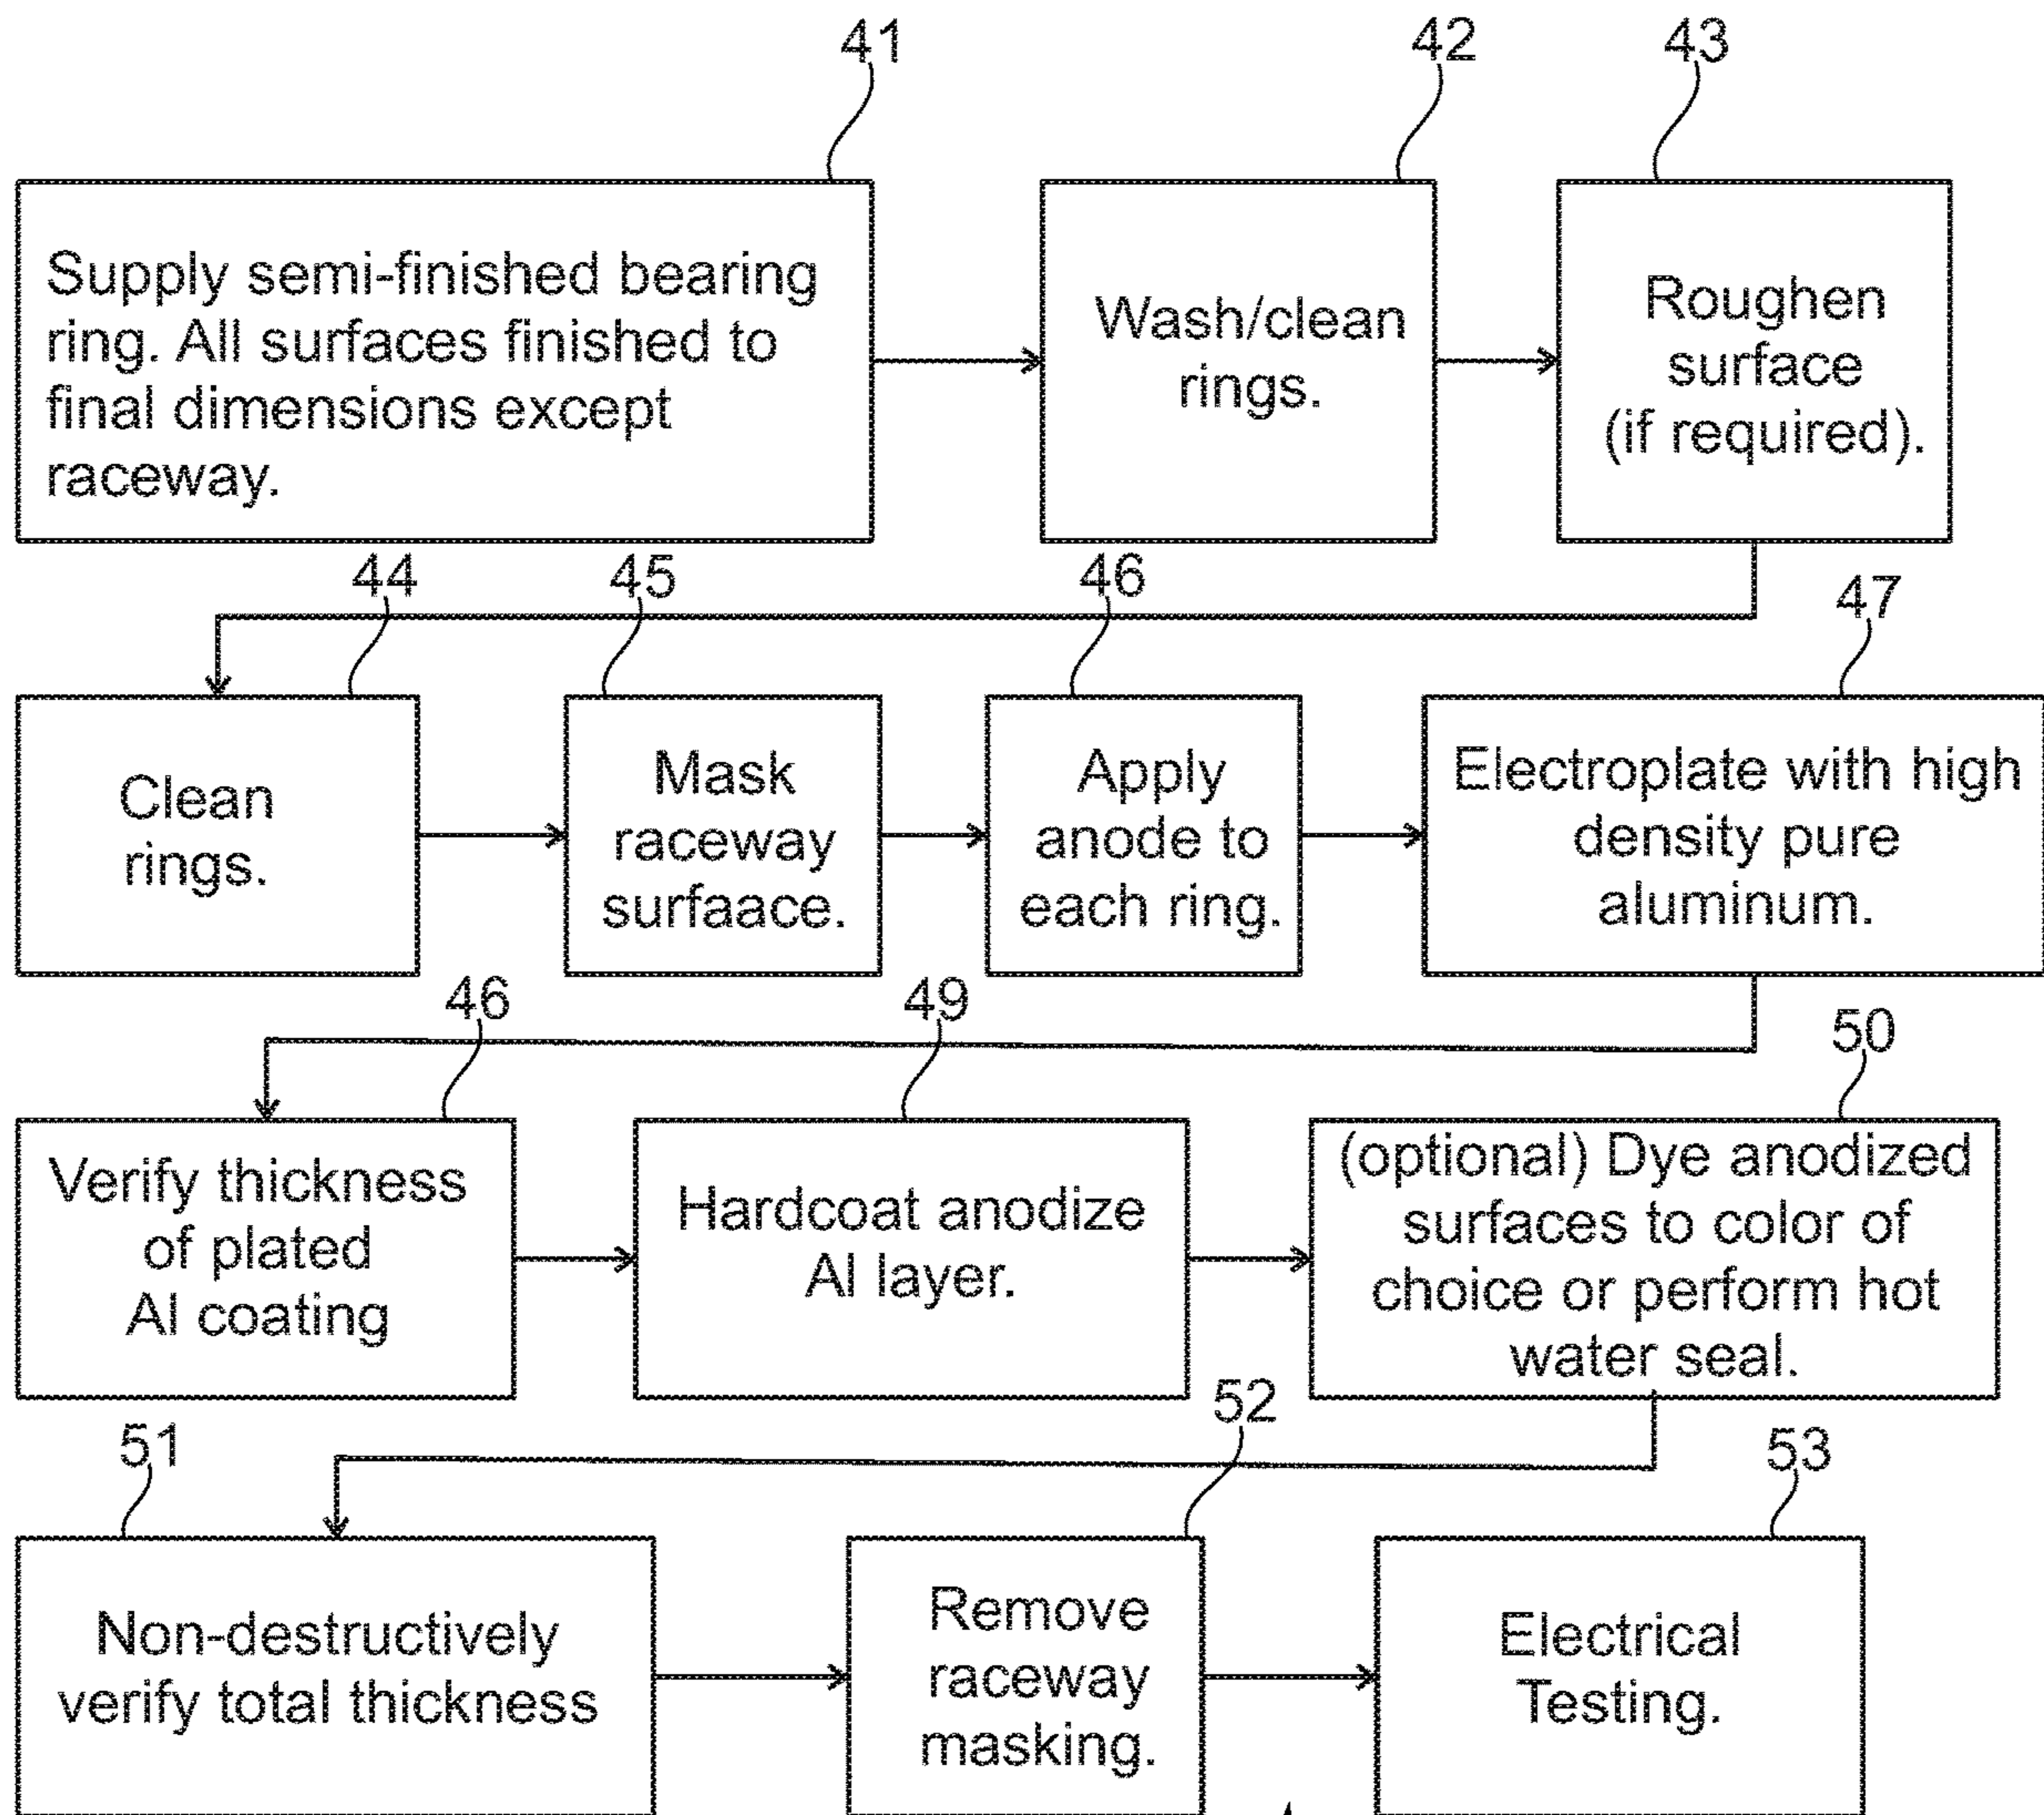 41
42
43
Supply semi-finished bearing
ring. All surfaces finished to
final dimensions except
raceway.
Wash/clean
rings.
Roughen
surface
(if required).
44
45
46
47
Clean
rings.
Mask
raceway
surfaace.
Apply
anode to
each ring.
Electroplate with high
density pure
aluminum.
46
49
50
Verify thickness
of plated
Al coating
Hardcoat anodize
Al layer.
(optional) Dye anodized
surfaces to color of
choice or perform hot
water seal.
51
52
53
Non-destructively
verify total thickness
Remove
raceway
masking.
Electrical
Testing.